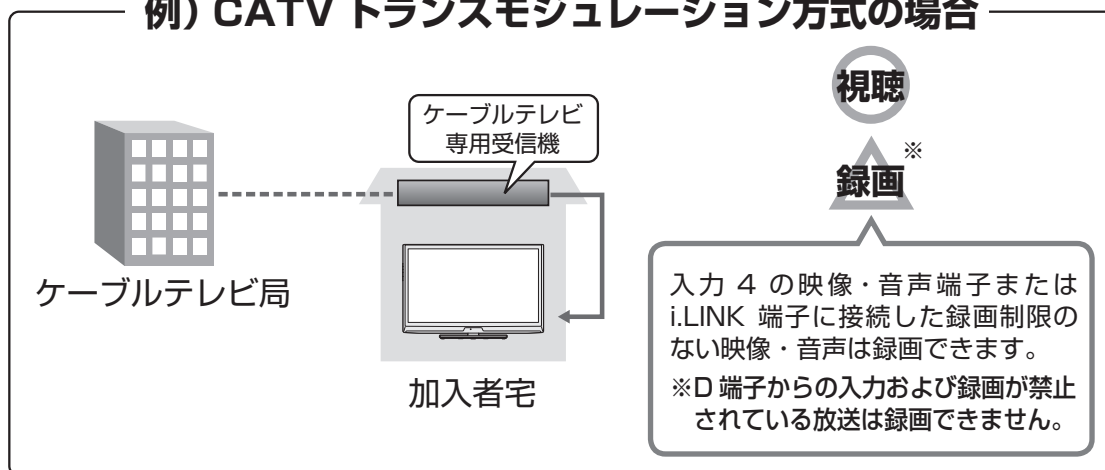 例）CATV トランスモジュレーション方式の場合
視聴
ケーブルテレビ
専用受信機
※
録画
ケーブルテレビ局
加入者宅
入力 4 の映像・音声端子または
i.LINK 端子に接続した録画制限の
ない映像・音声は録画できます。
※D 端子からの入力および録画が禁止
されている放送は録画できません。